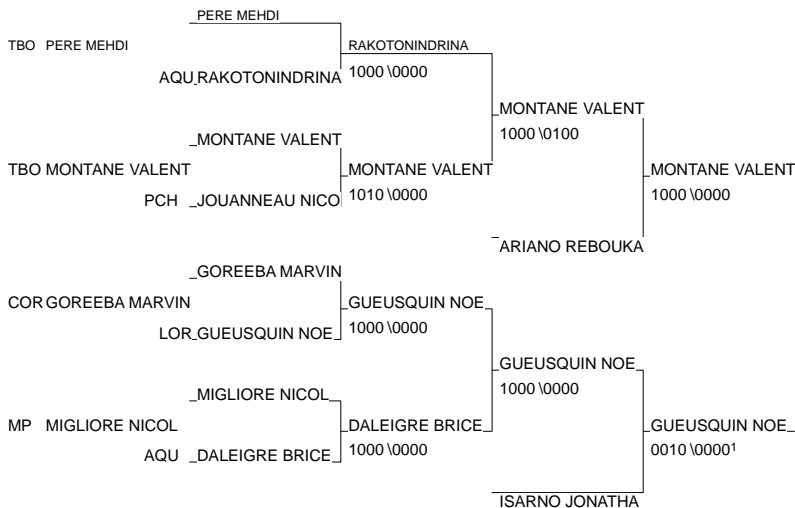 PERE MEHDI
TBO PERE MEHDI RAKOTONINDRINA
AQU RAKOTONINDRINA 1000 \0000
MONTANE VALENT
1000 \0100
MONTANE VALENT
TBO MONTANE VALENT MONTANE VALENT MONTANE VALENT
PCH JOUANNEAU NICO 1010 \0000 1000 \0000
ARIANO REBOUKA
GOREEBA MARVIN
COR GOREEBA MARVIN GUEUSQUIN NOE
LOR GUEUSQUIN NOE 1000 \0000
GUEUSQUIN NOE
1000 \0000
MIGLIORE NICOL
MP MIGLIORE NICOL DALEIGRE BRICE GUEUSQUIN NOE
AQU DALEIGRE BRICE 1000 \0000 0010 \0000¹
ISARNO JONATHA